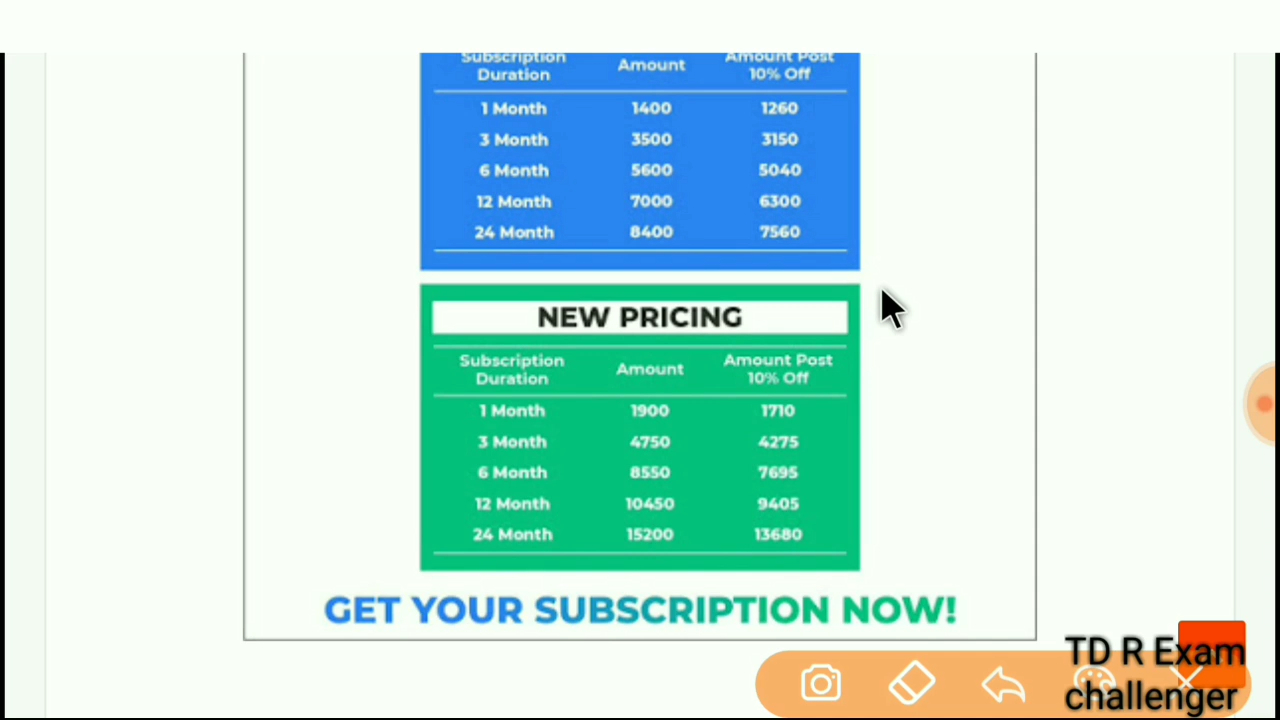 Subscription Duration Amount Amount Post 10% Off
1 Month 1400 1260
3 Month 3500 3150
6 Month 5600 5040
12 Month 7000 6300
24 Month 8400 7560
NEW PRICING
Subscription Duration Amount Amount Post 10% Off
1 Month 1900 1710
3 Month 4750 4275
6 Month 8550 7695
12 Month 10450 9405
24 Month 15200 13680
GET YOUR SUBSCRIPTION NOW!
TD R Exam
challenger